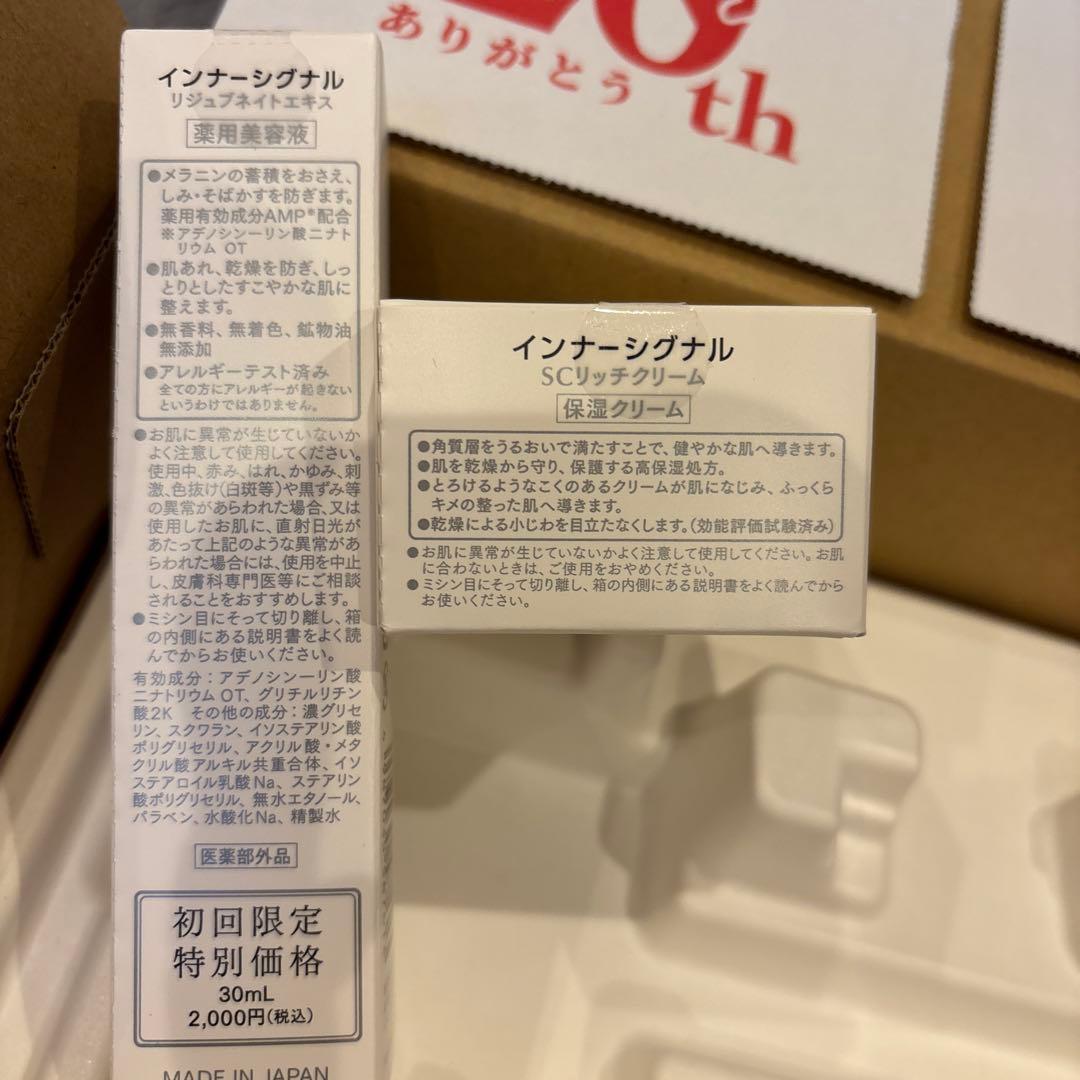 ありがとう
th
インナーシグナル
リジュブネイトエキス
薬用美容液
●メラニンの蓄積をおさえ、
しみ・そばかすを防ぎます。
薬用有効成分AMP※配合
※アデノシン一リン酸二ナト
リウム OT
●肌あれ、乾燥を防ぎ、しっ
とりとしたすこやかな肌に
整えます。
●無香料、無着色、鉱物油
無添加
●アレルギーテスト済み
全ての方にアレルギーが起きない
というわけではありません。
●お肌に異常が生じていないか
よく注意して使用してください。
使用中、赤み、はれ、かゆみ、刺
激、色抜け(白斑等)や黒ずみ等
の異常があらわれた場合、又は
使用したお肌に、直射日光が
あたって上記のような異常があ
らわれた場合には、使用を中止
し、皮膚科専門医等にご相談
されることをおすすめします。
●ミシン目にそって切り離し、箱
の内側にある説明書をよく読
んでからお使いください。
有効成分：アデノシン一リン酸
二ナトリウム OT、グリチルリチン
酸2K その他の成分：濃グリセ
リン、スクワラン、イソステアリン酸
ポリグリセリル、アクリル酸・メタ
クリル酸アルキル共重合体、イソ
ステアロイル乳酸Na、ステアリン
酸ポリグリセリル、無水エタノール、
パラベン、水酸化Na、精製水
医薬部外品
初回限定
特別価格
30mL
2,000円(税込)
MADE IN JAPAN
インナーシグナル
SCリッチクリーム
保湿クリーム
●角質層をうるおいで満たすことで、健やかな肌へ導きます。
●肌を乾燥から守り、保護する高保湿処方。
●とろけるようなこくのあるクリームが肌になじみ、ふっくら
キメの整った肌へ導きます。
●乾燥による小じわを目立たなくします。(効能評価試験済み)
●お肌に異常が生じていないかよく注意して使用してください。お肌
に合わないときは、ご使用をおやめください。
●ミシン目にそって切り離し、箱の内側にある説明書をよく読んでから
お使いください。